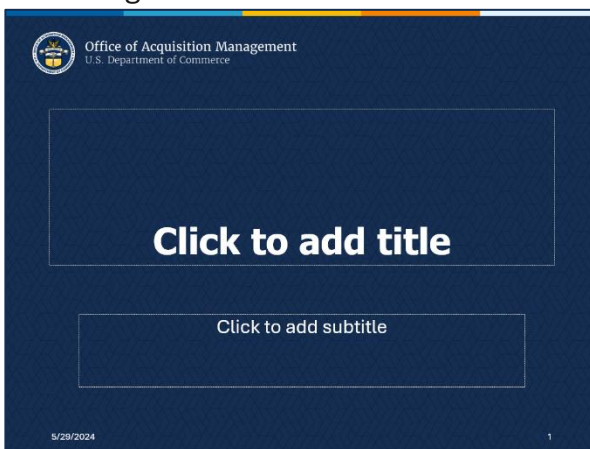 Office of Acquisition Management
U.S. Department of Commerce
Click to add title
Click to add subtitle
5/29/2024
1